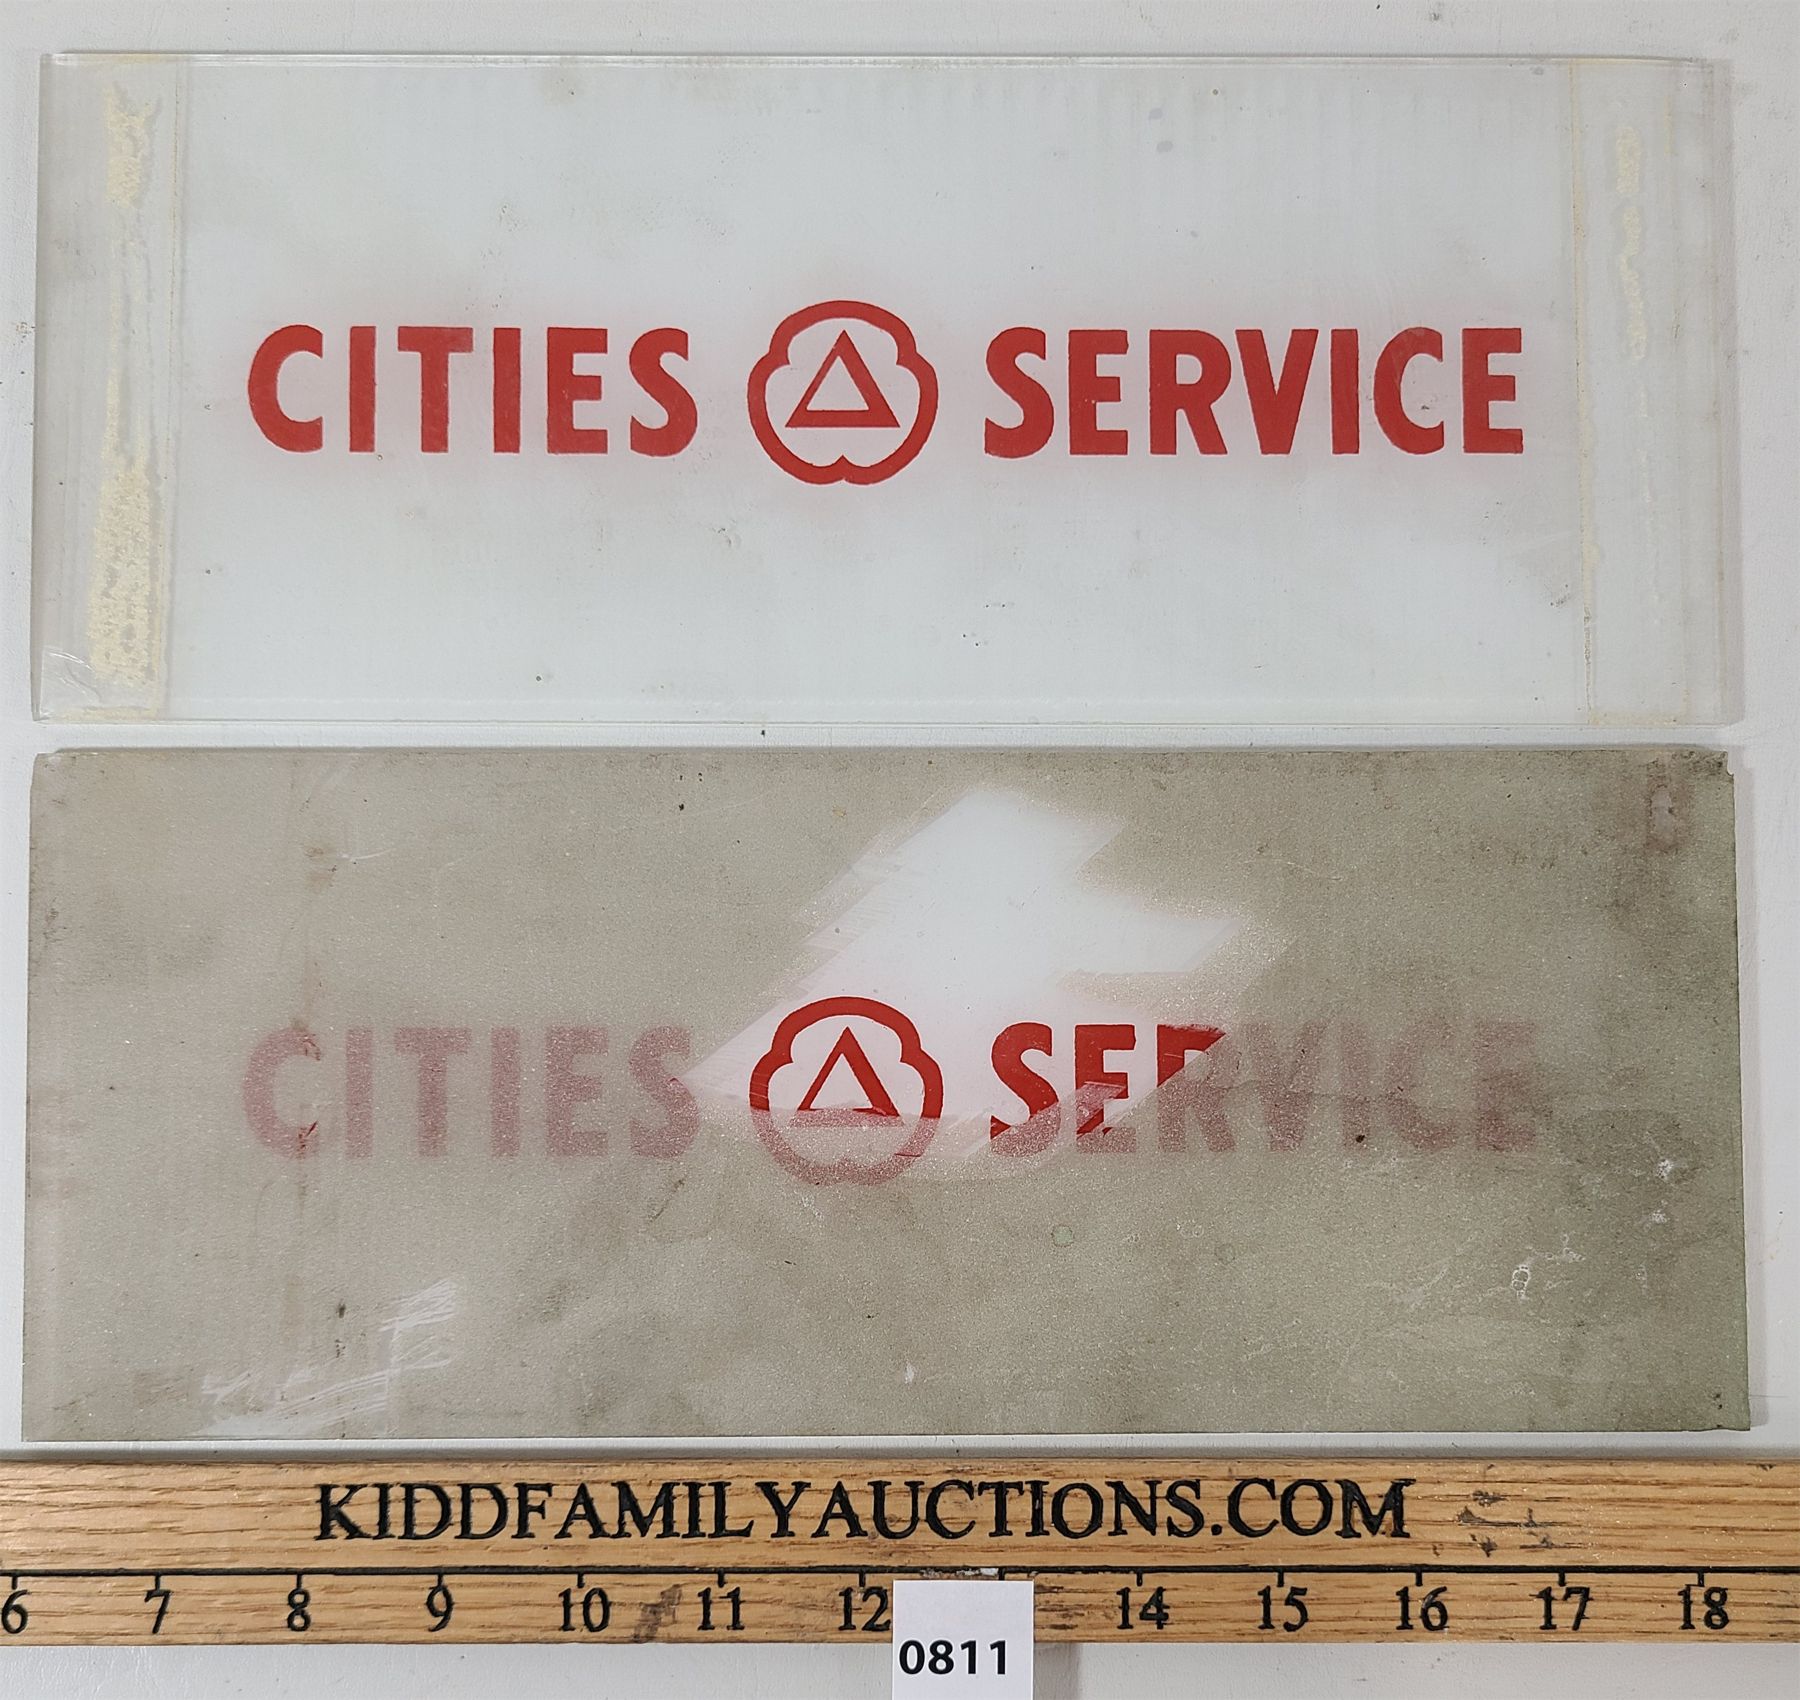 CITIES SERVICE
CITIES SERVICE
KIDDFAMILYAUCTIONS.COM
6 7 8 9 10 11 12 14 15 16 17 18
0811